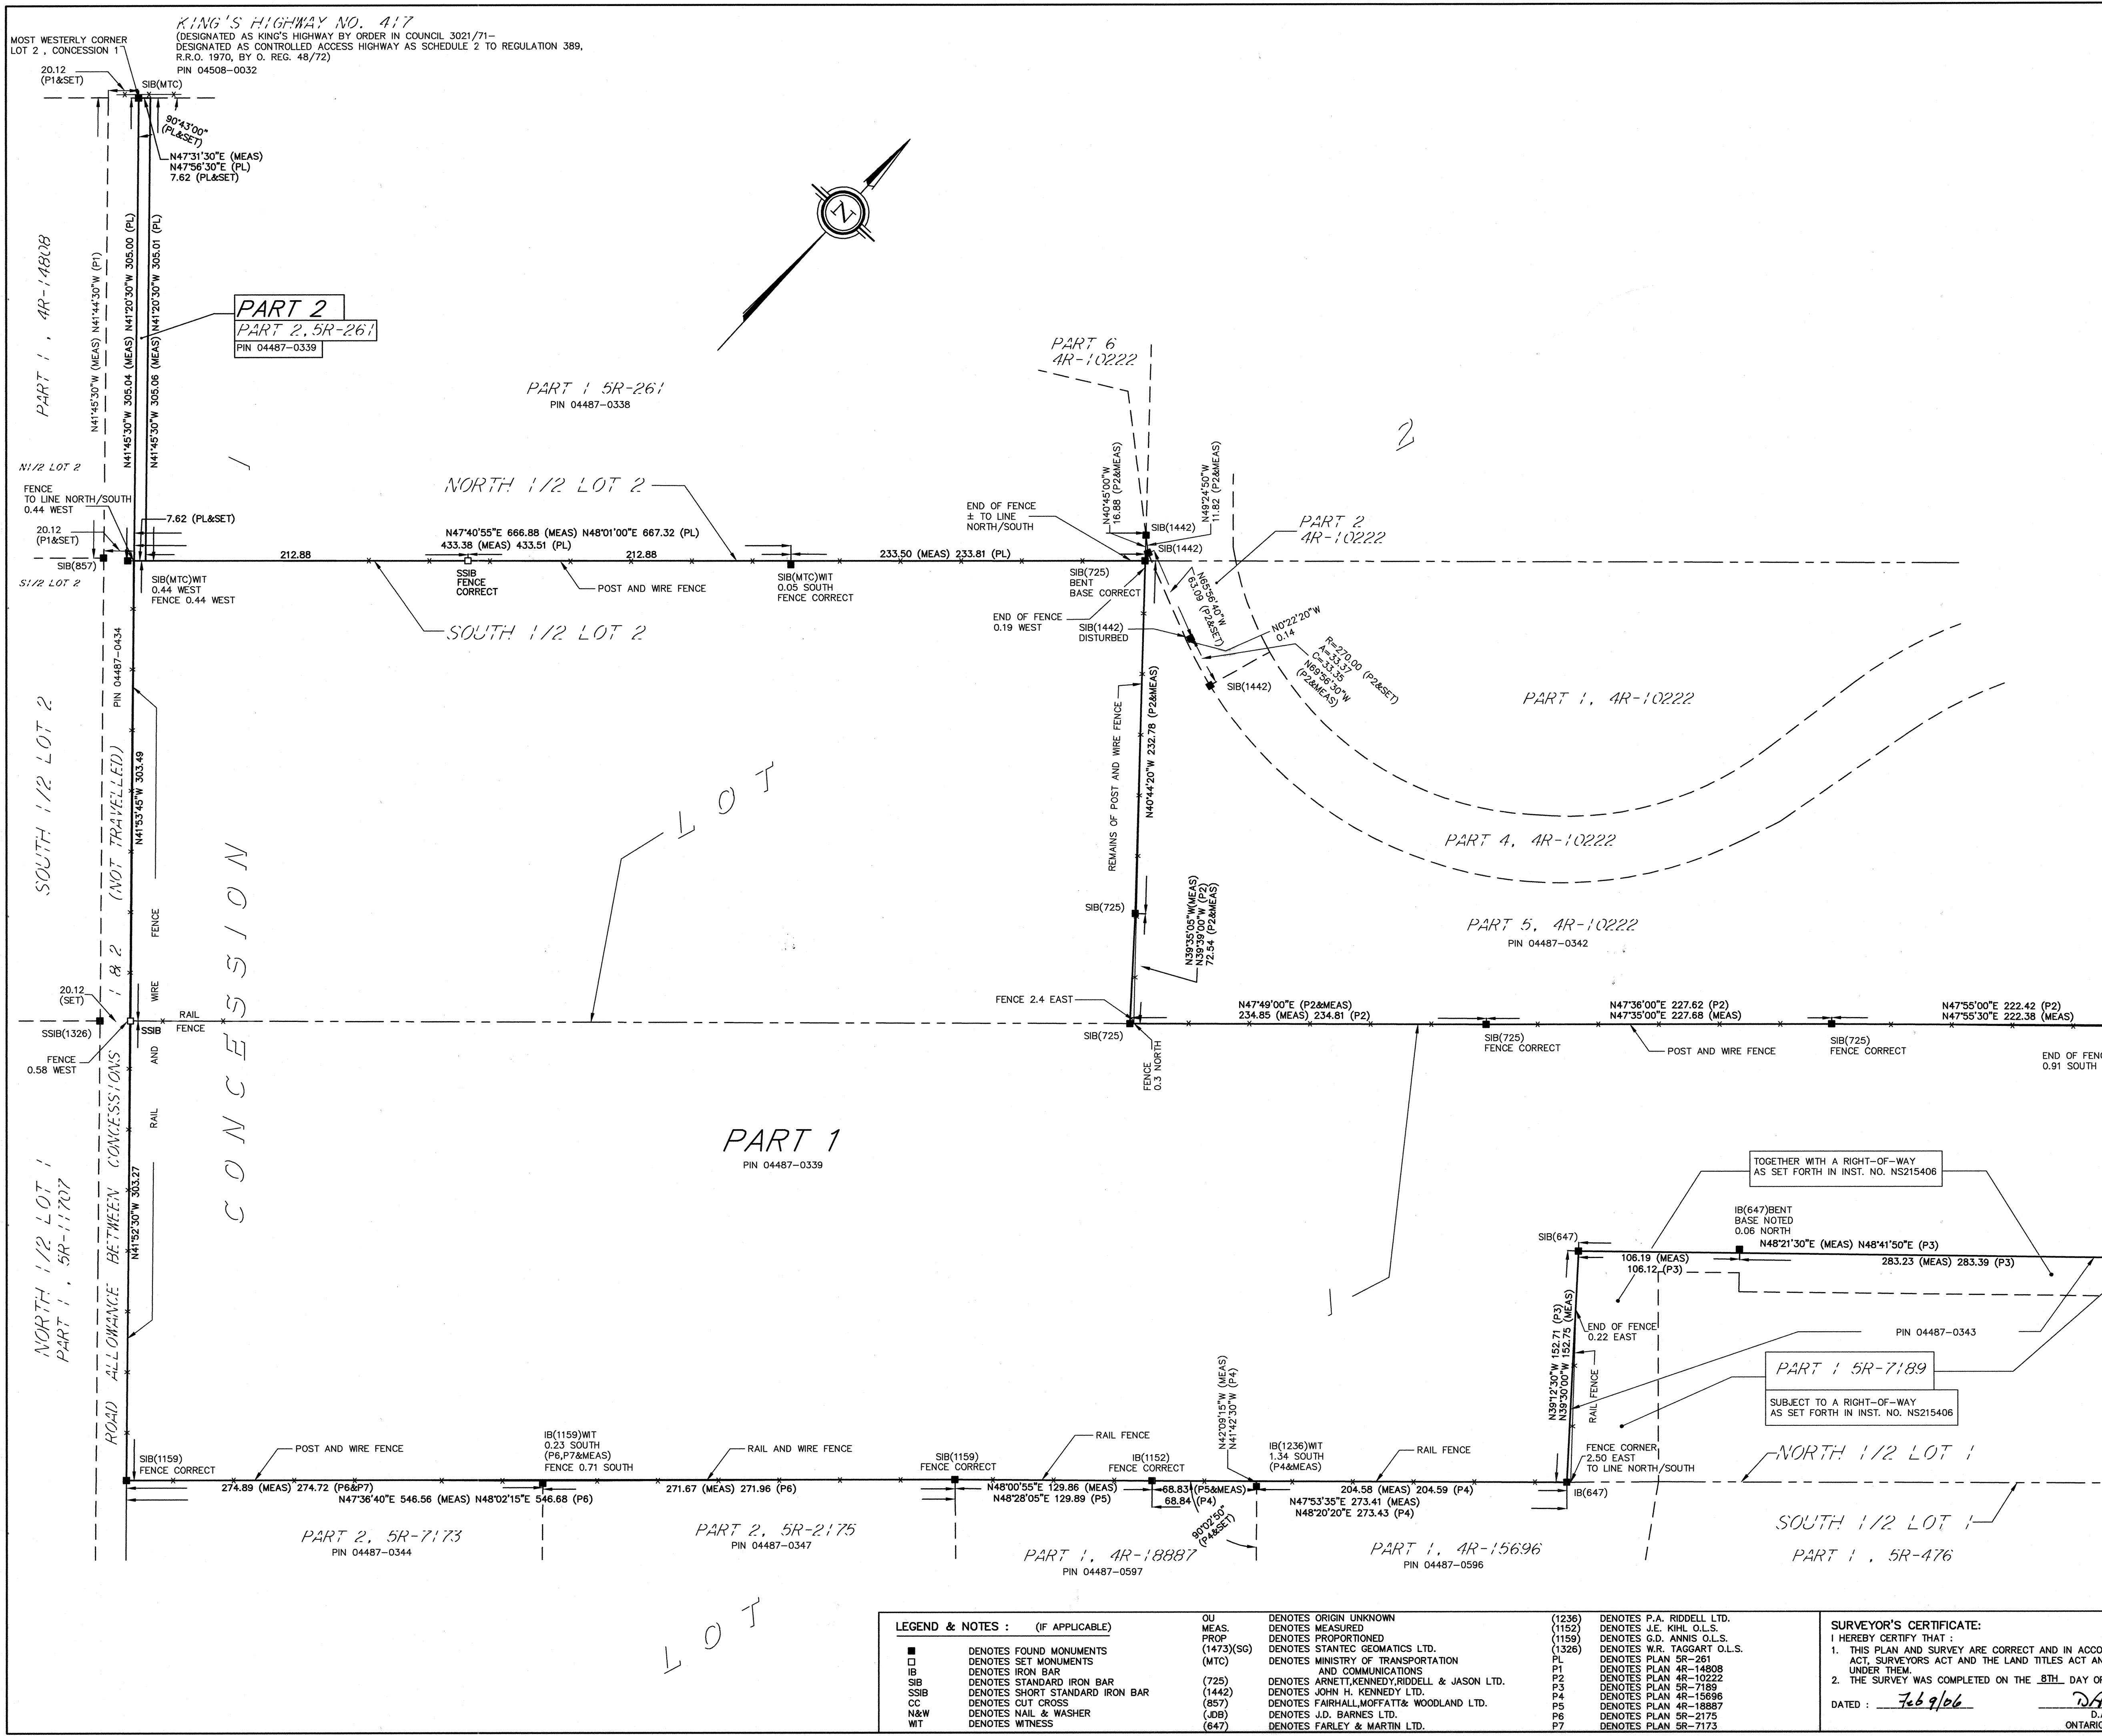 KING'S HIGHWAY NO. 417
(DESIGNATED AS KING'S HIGHWAY BY ORDER IN COUNCIL 3021/71-
DESIGNATED AS CONTROLLED ACCESS HIGHWAY AS SCHEDULE 2 TO REGULATION 389,
R.R.O. 1970, BY O. REG. 48/72)
PIN 04508-0032
MOST WESTERLY CORNER
LOT 2 , CONCESSION 1
20.12
(P1&SET)
SIB(MTC)
90°43'00"
(PL&SET)
N47°31'30"E (MEAS)
N47°56'30"E (PL)
7.62 (PL&SET)
N
PART 1 , 4R-14808
N41°45'30"W (MEAS) N41°44'30"W (P1)
N41°45'30"W 305.04 (MEAS) N41°20'30"W 305.00 (PL)
N41°45'30"W 305.06 (MEAS) N41°20'30"W 305.01 (PL)
PART 2
PART 2,5R-261
PIN 04487-0339
PART 1 5R-261
PIN 04487-0338
PART 6
4R-10222
2
1
N1/2 LOT 2
FENCE
TO LINE NORTH/SOUTH
0.44 WEST
20.12
(P1&SET)
SIB(857)
S1/2 LOT 2
7.62 (PL&SET)
NORTH 1/2 LOT 2
N47°40'55"E 666.88 (MEAS) N48°01'00"E 667.32 (PL)
433.38 (MEAS) 433.51 (PL)
212.88
212.88
233.50 (MEAS) 233.81 (PL)
END OF FENCE
± TO LINE
NORTH/SOUTH
N40°45'00"W
16.88 (P2&MEAS)
N49°24'50"W
11.82 (P2&MEAS)
SIB(1442)
SIB(1442)
PART 2
4R-10222
SIB(MTC)WIT
0.44 WEST
FENCE 0.44 WEST
SSIB
FENCE
CORRECT
POST AND WIRE FENCE
SIB(MTC)WIT
0.05 SOUTH
FENCE CORRECT
SIB(725)
BENT
BASE CORRECT
END OF FENCE
0.19 WEST
SIB(1442)
DISTURBED
N65°56'40"W
63.09 (P2&SET)
N0°22'20"W
0.14
R=270.00 (P2&SET)
A=33.37
C=33.35
N69°56'30"W
(P2&MEAS)
SIB(1442)
SOUTH 1/2 LOT 2
PIN 04487-0434
SOUTH 1/2 LOT 2
N41°53'45"W 303.49
REMAINS OF POST AND WIRE FENCE
N40°44'20"W 232.78 (P2&MEAS)
PART 1, 4R-10222
PART 4, 4R-10222
PART 5, 4R-10222
PIN 04487-0342
LOT
CONCESSION
RAIL AND WIRE FENCE
ROAD ALLOWANCE BETWEEN CONCESSIONS 1 & 2 (NOT TRAVELLED)
SIB(725)
N39°35'05"W(MEAS)
N39°39'00"W (P2)
72.54 (P2&MEAS)
20.12
(SET)
SSIB(1326)
SSIB
RAIL
FENCE
FENCE
0.58 WEST
FENCE 2.4 EAST
SIB(725)
FENCE
0.3 NORTH
N47°49'00"E (P2&MEAS)
234.85 (MEAS) 234.81 (P2)
SIB(725)
FENCE CORRECT
N47°36'00"E 227.62 (P2)
N47°35'00"E 227.68 (MEAS)
POST AND WIRE FENCE
SIB(725)
FENCE CORRECT
N47°55'00"E 222.42 (P2)
N47°55'30"E 222.38 (MEAS)
END OF FEN
0.91 SOUTH
PART 1
PIN 04487-0339
NORTH 1/2 LOT 1
PART 1 , 5R-11707
N41°52'30"W 303.27
1
TOGETHER WITH A RIGHT-OF-WAY
AS SET FORTH IN INST. NO. NS215406
SIB(647)
IB(647)BENT
BASE NOTED
0.06 NORTH
N48°21'30"E (MEAS) N48°41'50"E (P3)
106.19 (MEAS)
106.12 (P3)
283.23 (MEAS) 283.39 (P3)
N39°12'30"W 152.71 (P3)
N39°30'00"W 152.75 (MEAS)
END OF FENCE
0.22 EAST
RAIL FENCE
PIN 04487-0343
PART 1 5R-7189
SUBJECT TO A RIGHT-OF-WAY
AS SET FORTH IN INST. NO. NS215406
FENCE CORNER
2.50 EAST
TO LINE NORTH/SOUTH
IB(647)
NORTH 1/2 LOT 1
SOUTH 1/2 LOT 1
PART 1 , 5R-476
SIB(1159)
FENCE CORRECT
POST AND WIRE FENCE
IB(1159)WIT
0.23 SOUTH
(P6,P7&MEAS)
FENCE 0.71 SOUTH
RAIL AND WIRE FENCE
SIB(1159)
FENCE CORRECT
RAIL FENCE
IB(1152)
FENCE CORRECT
N42°09'15"W (MEAS)
N41°42'30"W (P4)
IB(1236)WIT
1.34 SOUTH
(P4&MEAS)
RAIL FENCE
274.89 (MEAS) 274.72 (P6&P7)
N47°36'40"E 546.56 (MEAS) N48°02'15"E 546.68 (P6)
271.67 (MEAS) 271.96 (P6)
N48°00'55"E 129.86 (MEAS)
N48°28'05"E 129.89 (P5)
68.83 (P5&MEAS)
68.84 (P4)
90°02'50"
(P4&SET)
204.58 (MEAS) 204.59 (P4)
N47°53'35"E 273.41 (MEAS)
N48°20'20"E 273.43 (P4)
PART 2, 5R-7173
PIN 04487-0344
PART 2, 5R-2175
PIN 04487-0347
PART 1, 4R-18887
PIN 04487-0597
PART 1, 4R-15696
PIN 04487-0596
LOT
LEGEND & NOTES : (IF APPLICABLE)
■ DENOTES FOUND MONUMENTS
□ DENOTES SET MONUMENTS
IB DENOTES IRON BAR
SIB DENOTES STANDARD IRON BAR
SSIB DENOTES SHORT STANDARD IRON BAR
CC DENOTES CUT CROSS
N&W DENOTES NAIL & WASHER
WIT DENOTES WITNESS
OU DENOTES ORIGIN UNKNOWN
MEAS. DENOTES MEASURED
PROP DENOTES PROPORTIONED
(1473)(SG) DENOTES STANTEC GEOMATICS LTD.
(MTC) DENOTES MINISTRY OF TRANSPORTATION
AND COMMUNICATIONS
(725) DENOTES ARNETT,KENNEDY,RIDDELL & JASON LTD.
(1442) DENOTES JOHN H. KENNEDY LTD.
(857) DENOTES FAIRHALL,MOFFATT& WOODLAND LTD.
(JDB) DENOTES J.D. BARNES LTD.
(647) DENOTES FARLEY & MARTIN LTD.
(1236) DENOTES P.A. RIDDELL LTD.
(1152) DENOTES J.E. KIHL O.L.S.
(1159) DENOTES G.D. ANNIS O.L.S.
(1326) DENOTES W.R. TAGGART O.L.S.
PL DENOTES PLAN 5R-261
P1 DENOTES PLAN 4R-14808
P2 DENOTES PLAN 4R-10222
P3 DENOTES PLAN 5R-7189
P4 DENOTES PLAN 4R-15696
P5 DENOTES PLAN 4R-18887
P6 DENOTES PLAN 5R-2175
P7 DENOTES PLAN 5R-7173
SURVEYOR'S CERTIFICATE:
I HEREBY CERTIFY THAT :
1. THIS PLAN AND SURVEY ARE CORRECT AND IN ACCO
ACT, SURVEYORS ACT AND THE LAND TITLES ACT AN
UNDER THEM.
2. THE SURVEY WAS COMPLETED ON THE 8TH DAY OF
DATED : Feb 9/06
D.
ONTARIO